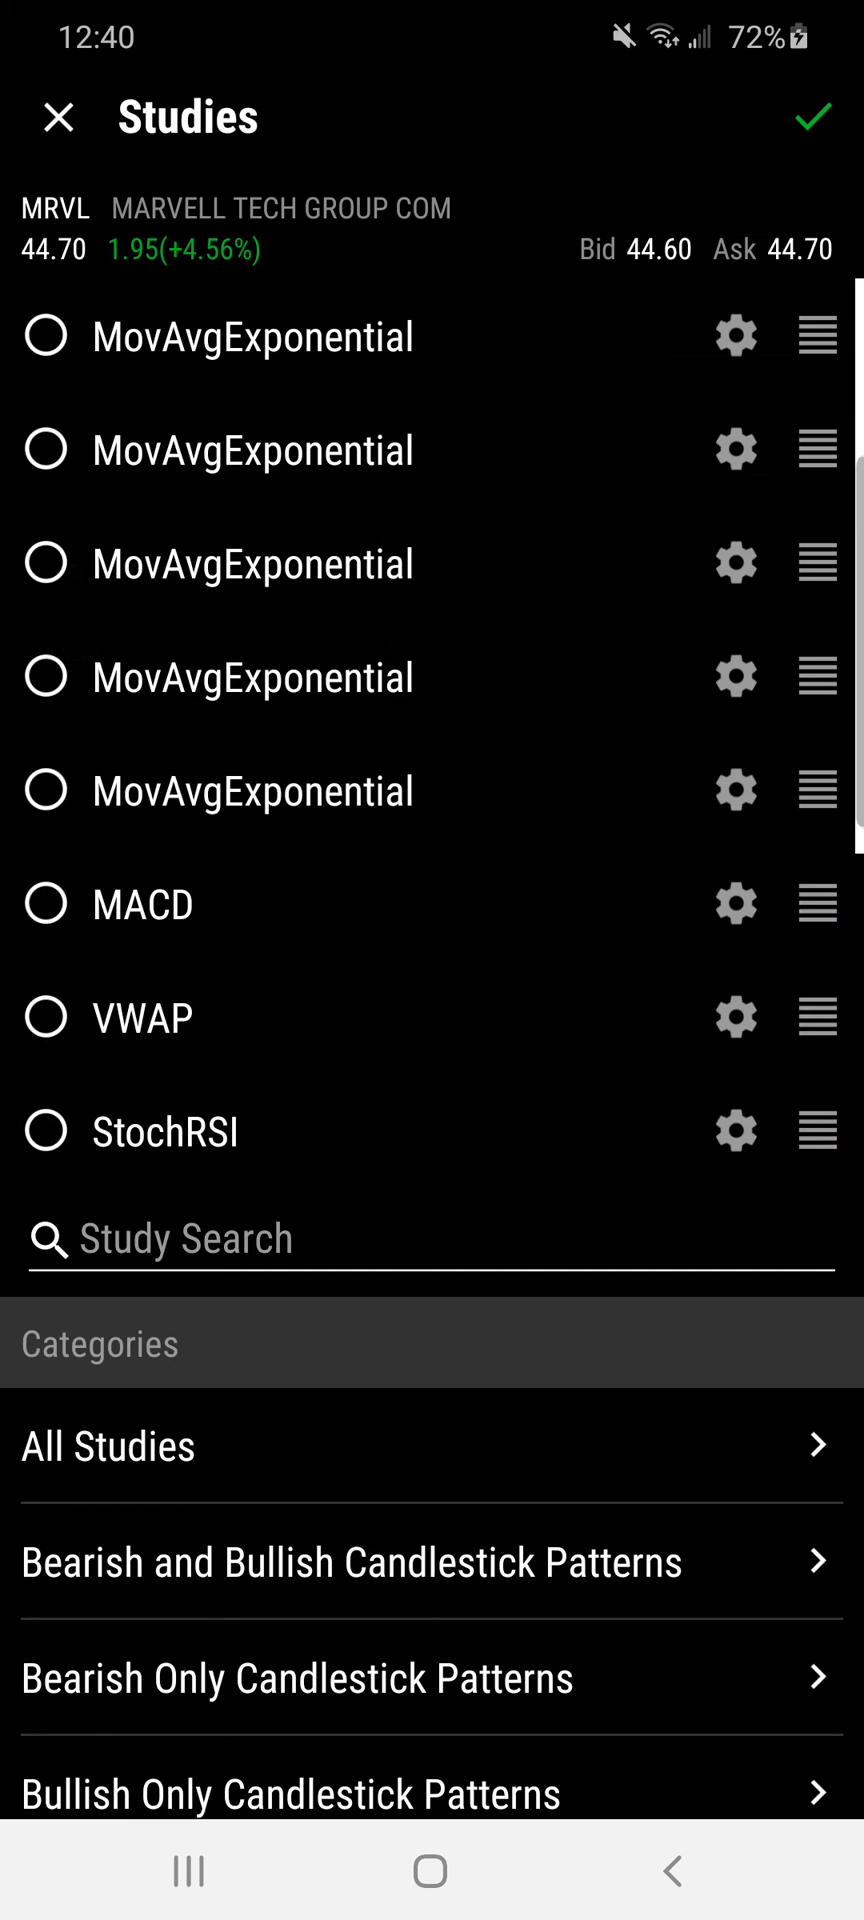 12:40 72%
Studies
MRVL MARVELL TECH GROUP COM
44.70 1.95(+4.56%) Bid 44.60 Ask 44.70
MovAvgExponential
MovAvgExponential
MovAvgExponential
MovAvgExponential
MovAvgExponential
MACD
VWAP
StochRSI
Study Search
Categories
All Studies
Bearish and Bullish Candlestick Patterns
Bearish Only Candlestick Patterns
Bullish Only Candlestick Patterns